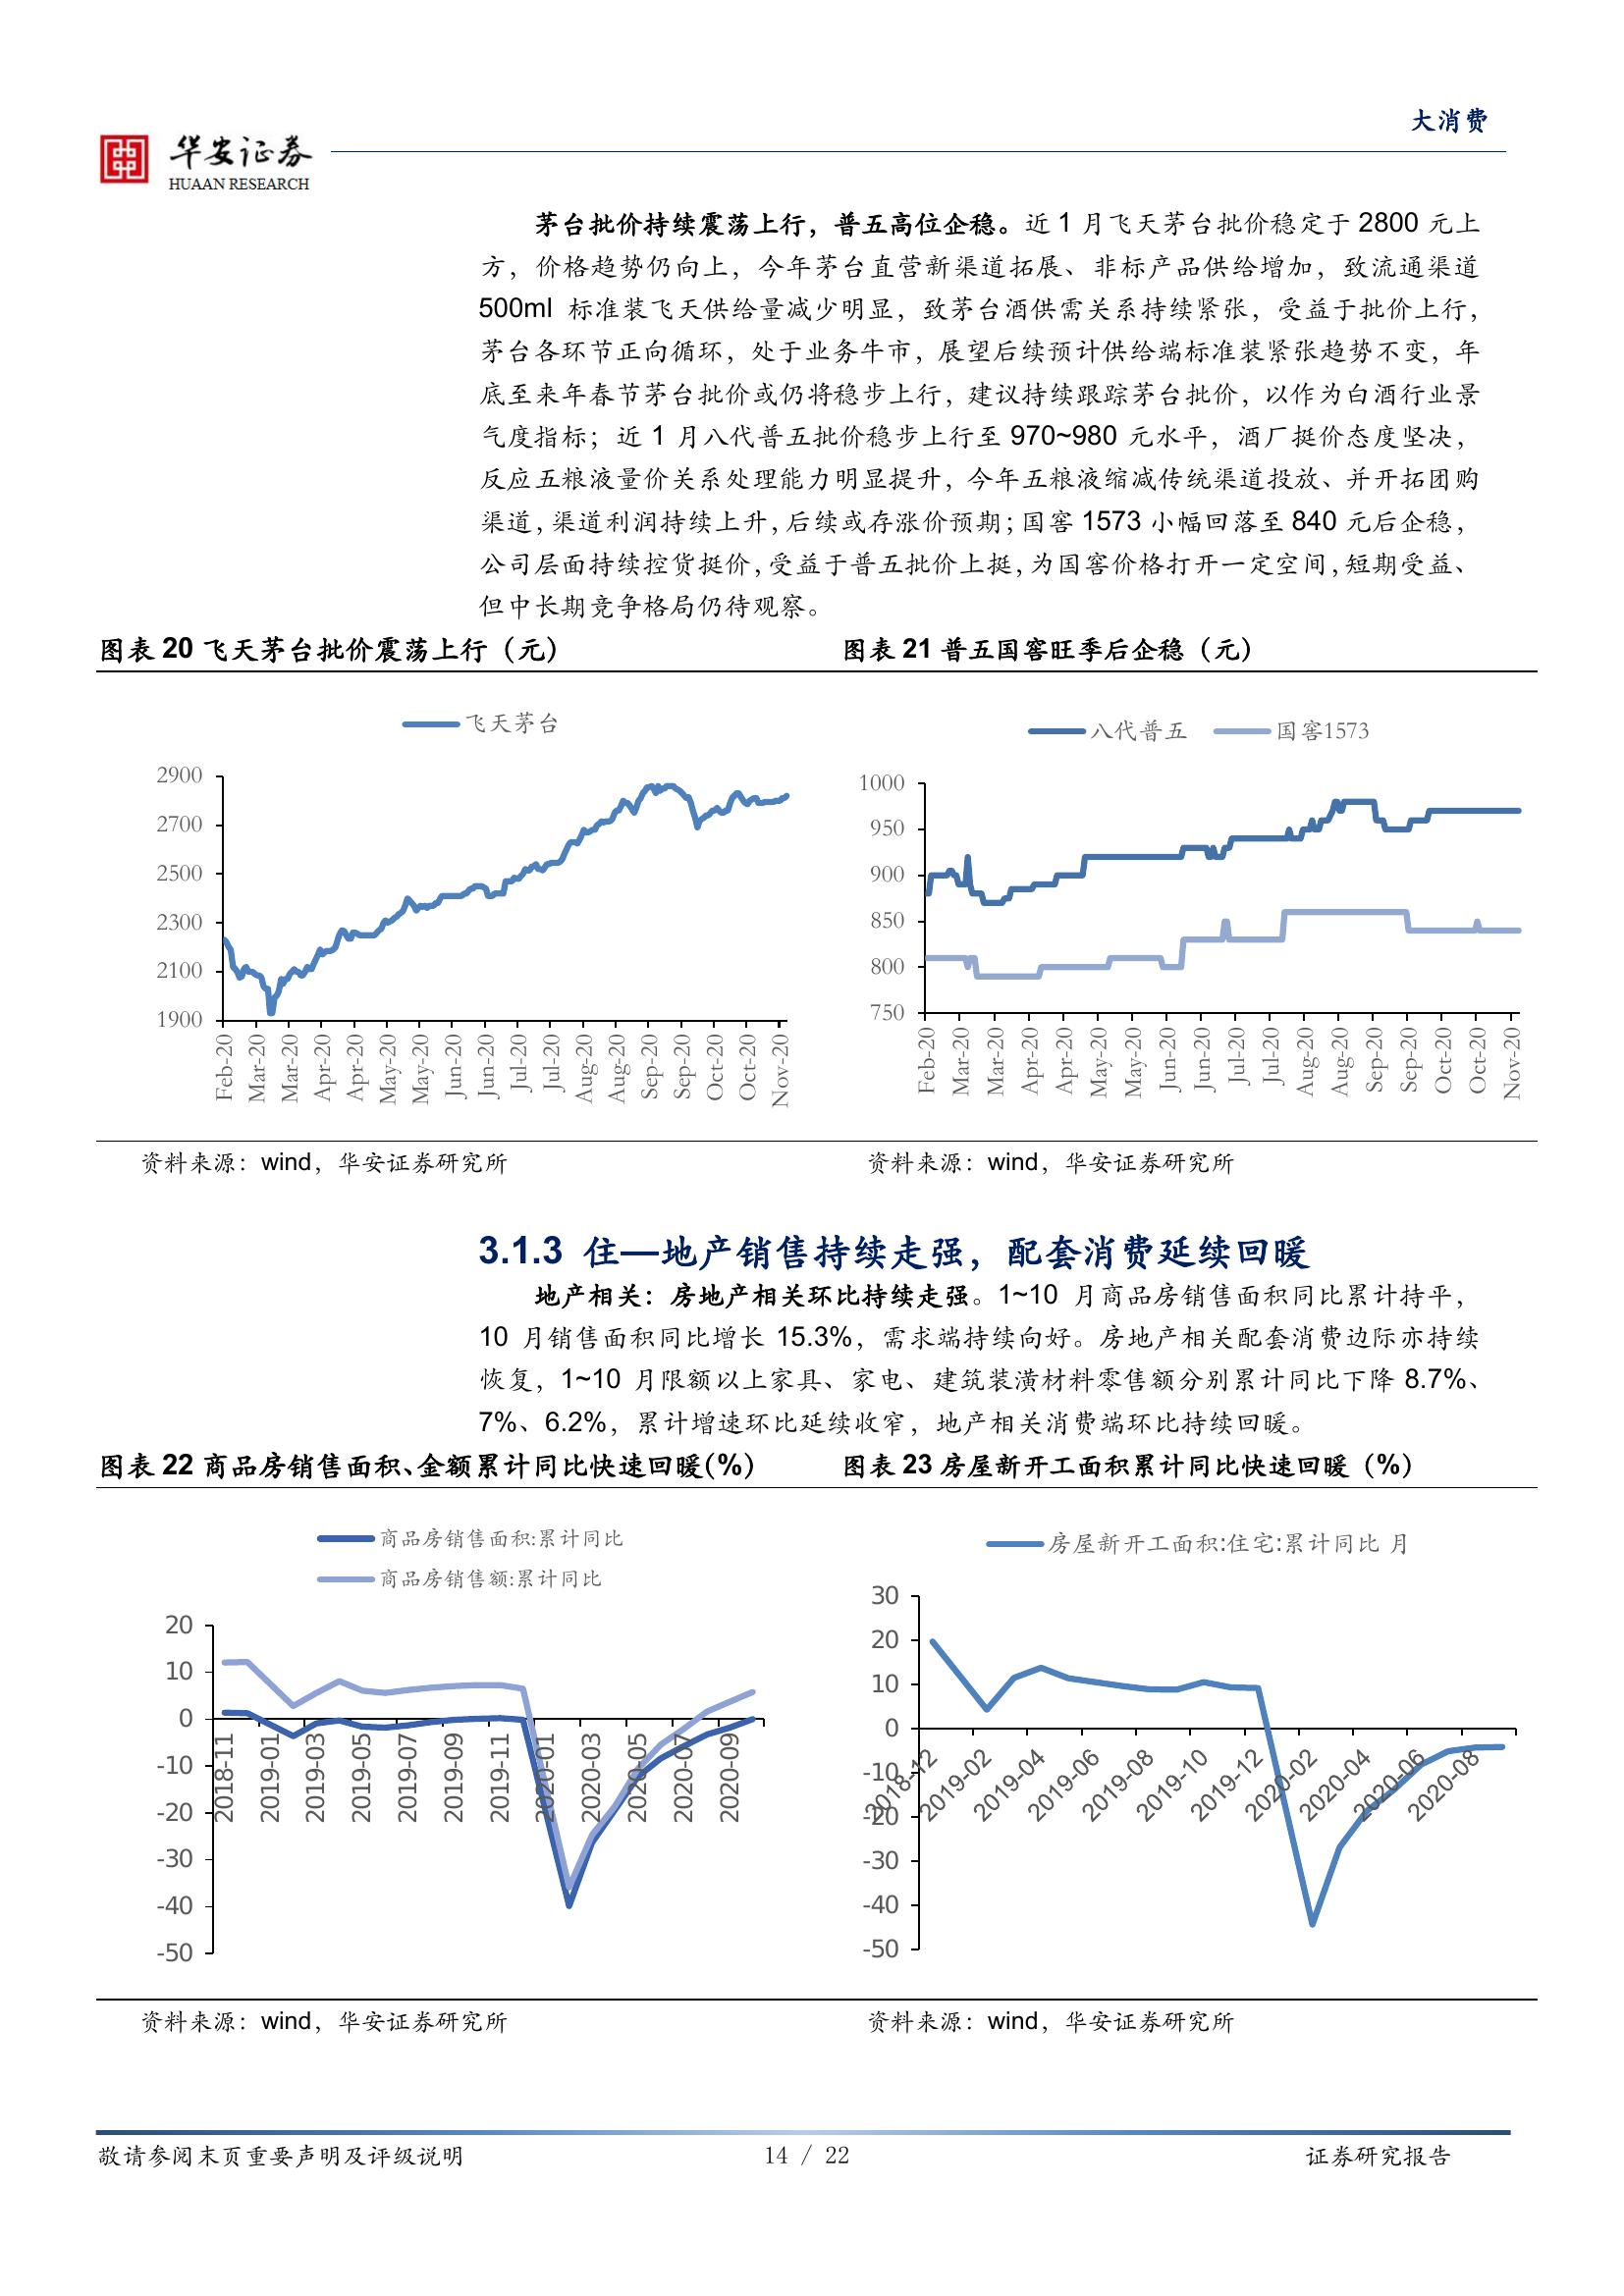 大消费
华安证券
HUAAN RESEARCH
茅台批价持续震荡上行，普五高位企稳。近 1 月飞天茅台批价稳定于 2800 元上
方，价格趋势仍向上，今年茅台直营新渠道拓展、非标产品供给增加，致流通渠道
500ml 标准装飞天供给量减少明显，致茅台酒供需关系持续紧张，受益于批价上行，
茅台各环节正向循环，处于业务牛市，展望后续预计供给端标准装紧张趋势不变，年
底至来年春节茅台批价或仍将稳步上行，建议持续跟踪茅台批价，以作为白酒行业景
气度指标；近 1 月八代普五批价稳步上行至 970~980 元水平，酒厂挺价态度坚决，
反应五粮液量价关系处理能力明显提升，今年五粮液缩减传统渠道投放、并开拓团购
渠道，渠道利润持续上升，后续或存涨价预期；国窖 1573 小幅回落至 840 元后企稳，
公司层面持续控货挺价，受益于普五批价上挺，为国窖价格打开一定空间，短期受益、
但中长期竞争格局仍待观察。
图表 20 飞天茅台批价震荡上行（元）
飞天茅台
2900
2700
2500
2300
2100
1900
Feb-20
Mar-20
Mar-20
Apr-20
Apr-20
May-20
May-20
Jun-20
Jun-20
Jul-20
Jul-20
Aug-20
Aug-20
Sep-20
Sep-20
Oct-20
Oct-20
Nov-20
资料来源：wind，华安证券研究所
图表 21 普五国窖旺季后企稳（元）
八代普五 国窖1573
1000
950
900
850
800
750
Feb-20
Mar-20
Mar-20
Apr-20
Apr-20
May-20
May-20
Jun-20
Jun-20
Jul-20
Jul-20
Aug-20
Aug-20
Sep-20
Sep-20
Oct-20
Oct-20
Nov-20
资料来源：wind，华安证券研究所
3.1.3 住—地产销售持续走强，配套消费延续回暖
地产相关：房地产相关环比持续走强。1~10 月商品房销售面积同比累计持平，
10 月销售面积同比增长 15.3%，需求端持续向好。房地产相关配套消费边际亦持续
恢复，1~10 月限额以上家具、家电、建筑装潢材料零售额分别累计同比下降 8.7%、
7%、6.2%，累计增速环比延续收窄，地产相关消费端环比持续回暖。
图表 22 商品房销售面积、金额累计同比快速回暖(%)
商品房销售面积:累计同比
商品房销售额:累计同比
20
10
0
-10
-20
-30
-40
-50
2018-11
2019-01
2019-03
2019-05
2019-07
2019-09
2019-11
2020-01
2020-03
2020-05
2020-07
2020-09
资料来源：wind，华安证券研究所
图表 23 房屋新开工面积累计同比快速回暖（%）
房屋新开工面积:住宅:累计同比 月
30
20
10
0
-10
-20
-30
-40
-50
2018-12
2019-02
2019-04
2019-06
2019-08
2019-10
2019-12
2020-02
2020-04
2020-06
2020-08
资料来源：wind，华安证券研究所
敬请参阅末页重要声明及评级说明
14 / 22
证券研究报告